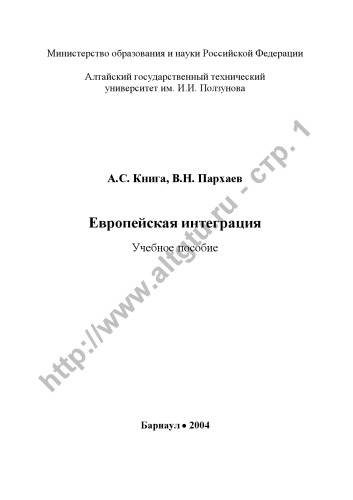 Министерство образования и науки Российской Федерации
Алтайский государственный технический
университет им. И.И. Ползунова
А.С. Книга, В.Н. Пархаев
Европейская интеграция
Учебное пособие
http://www.altgtu.ru - стр. 1
Барнаул • 2004